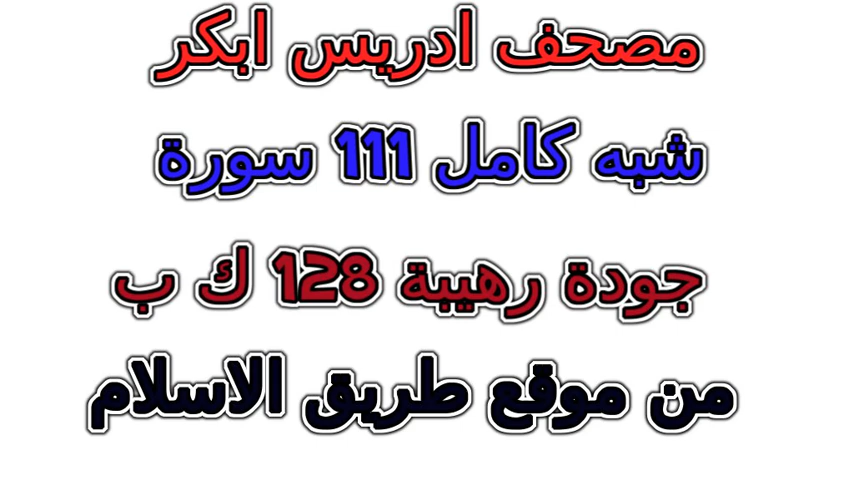 مصحف ادريس ابكر
شبه كامل 111 سورة
جودة رهيبة 128 ك ب
من موقع طريق الاسلام